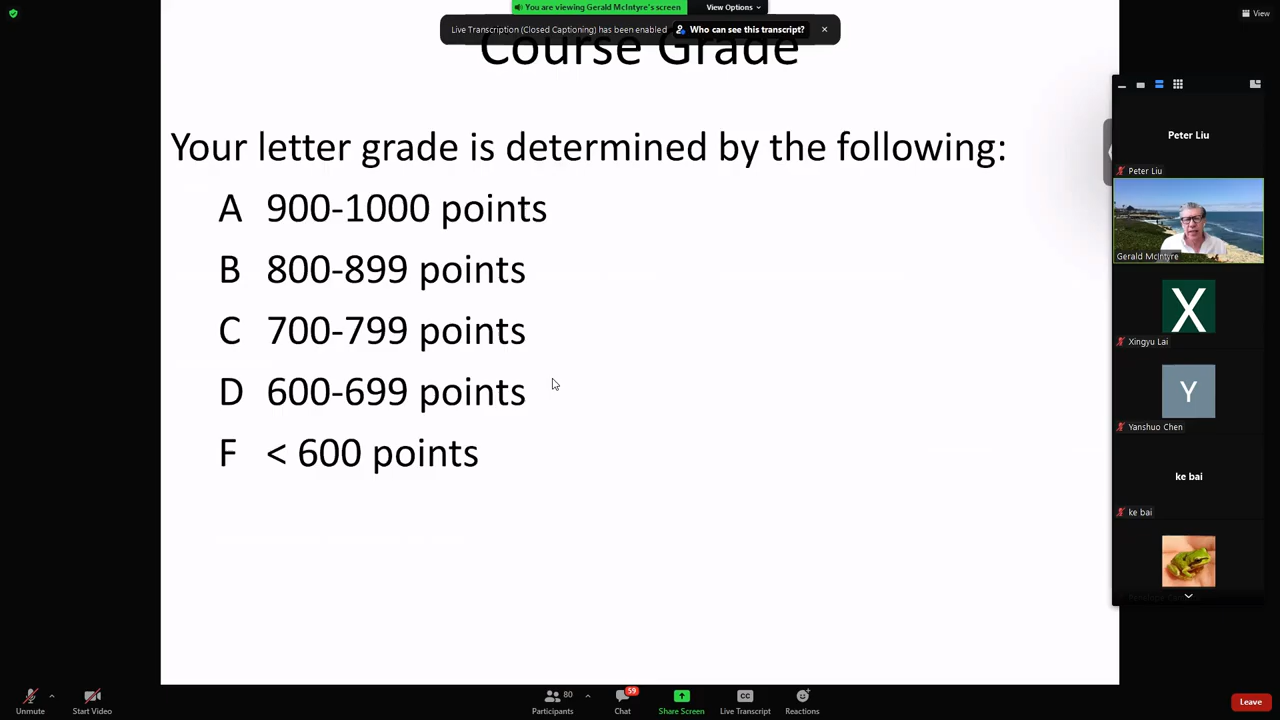 You are viewing Gerald McIntyre's screen
View Options
View
Live Transcription (Closed Captioning) has been enabled
Who can see this transcript?
Course Grade
Your letter grade is determined by the following:
A 900-1000 points
B 800-899 points
C 700-799 points
D 600-699 points
F < 600 points
Peter Liu
Peter Liu
Gerald McIntyre
X
Xingyu Lai
Y
Yanshuo Chen
ke bai
ke bai
Unmute
Start Video
80
Participants
59
Chat
Share Screen
CC
Live Transcript
Reactions
Leave